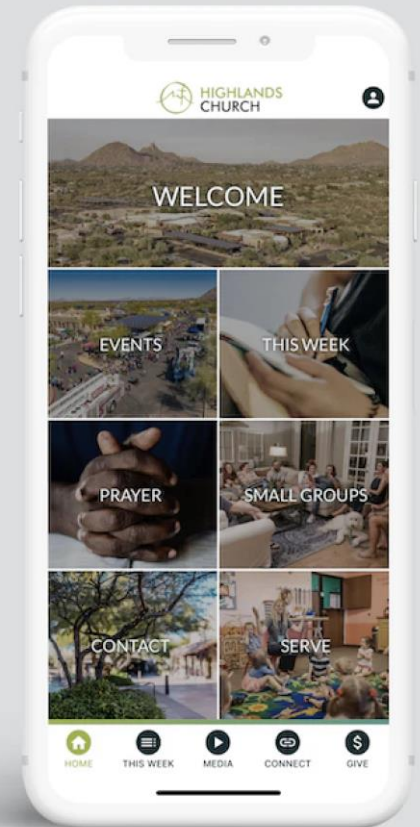 HIGHLANDS
CHURCH
WELCOME
EVENTS
THIS WEEK
PRAYER
SMALL GROUPS
CONTACT
SERVE
HOME
THIS WEEK
MEDIA
CONNECT
GIVE